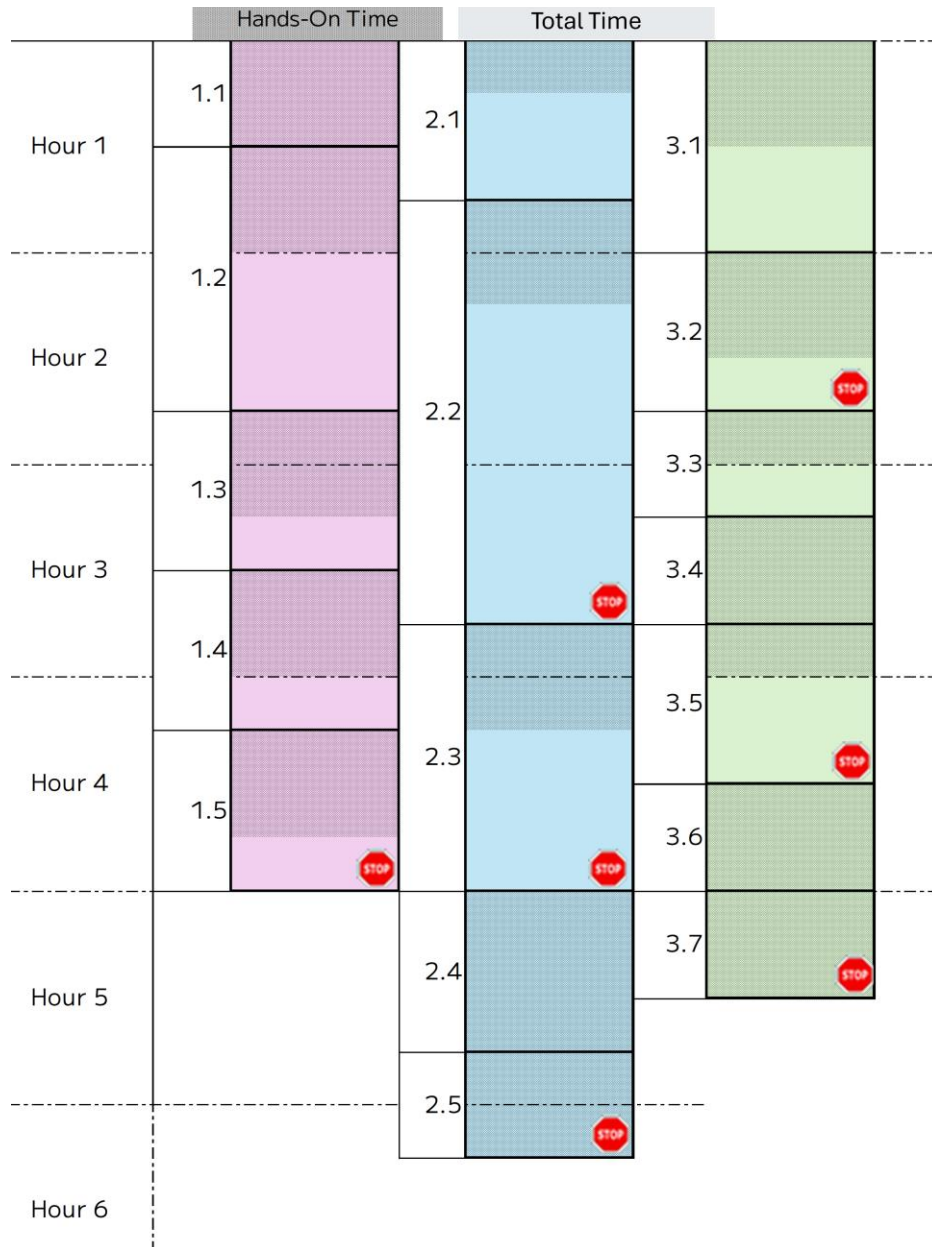 Hands-On Time
Total Time
Hour 1
1.1
2.1
3.1
Hour 2
1.2
2.2
3.2
STOP
Hour 3
1.3
3.3
3.4
STOP
1.4
3.5
STOP
Hour 4
1.5
2.3
3.6
STOP
STOP
Hour 5
2.4
3.7
STOP
2.5
STOP
Hour 6